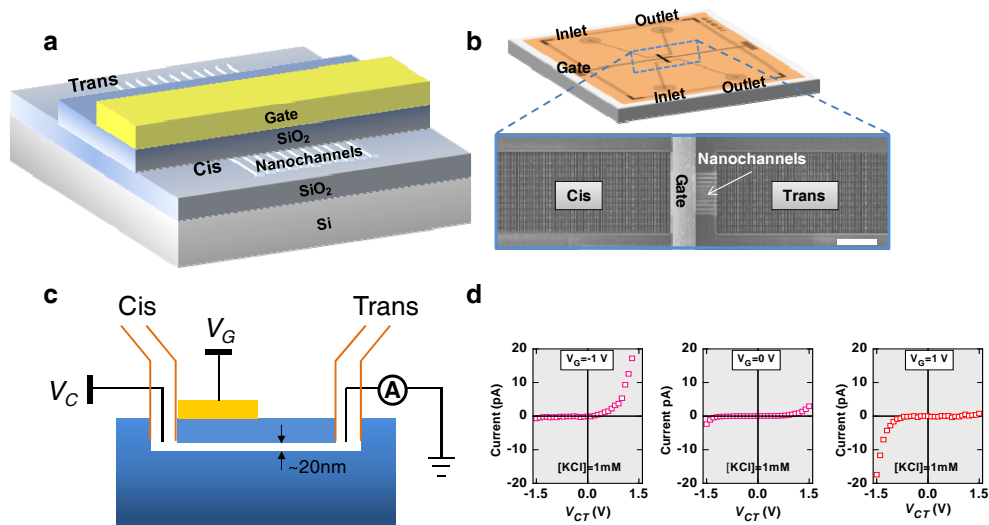 a
Trans
Gate
SiO2
Cis
Nanochannels
SiO2
Si
b
Inlet
Outlet
Gate
Inlet
Outlet
Cis
Gate
Nanochannels
Trans
c
Cis
Trans
VG
VC
A
~20nm
d
Current (pA)
20
10
0
-10
-20
VG=-1 V
[KCl]=1mM
-1.5 0.0 1.5
VCT (V)
Current pA)
20
10
0
-10
-20
VG=0 V
[KCl]=1mM
-1.5 0.0 1.5
VCT (V)
Current (pA)
20
10
0
-10
-20
VG=1 V
[KCl]=1mM
-1.5 0.0 1.5
VCT (V)